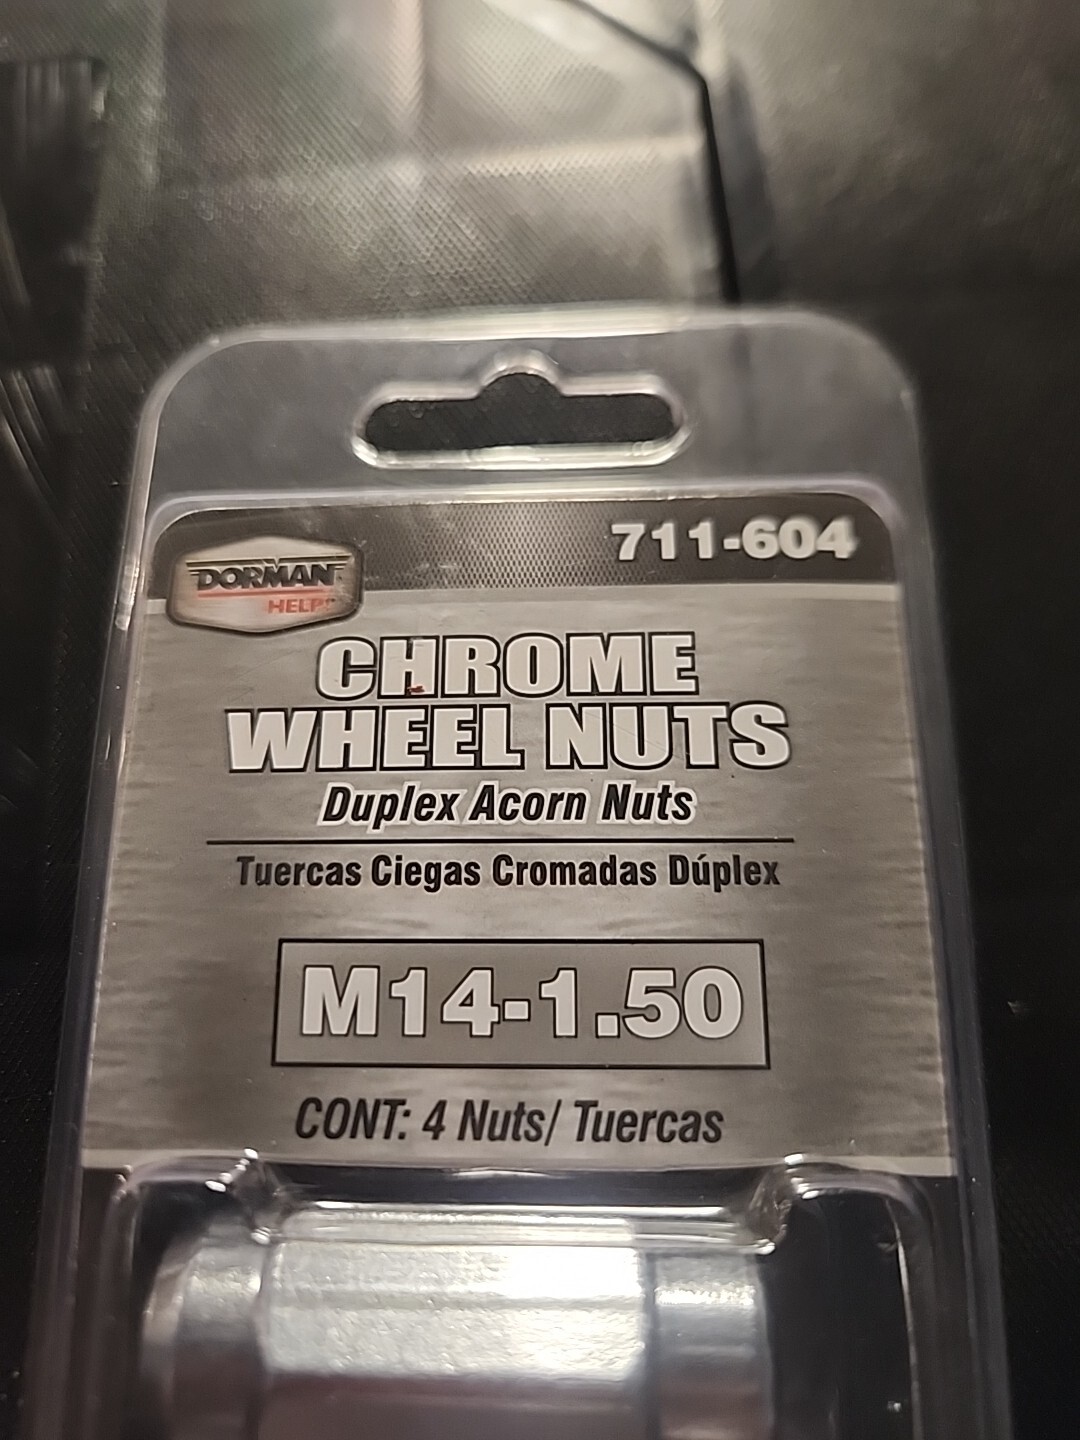 711-604
DORMAN
HELP!
CHROME
WHEEL NUTS
Duplex Acorn Nuts
Tuercas Ciegas Cromadas Dúplex
M14-1.50
CONT: 4 Nuts/ Tuercas